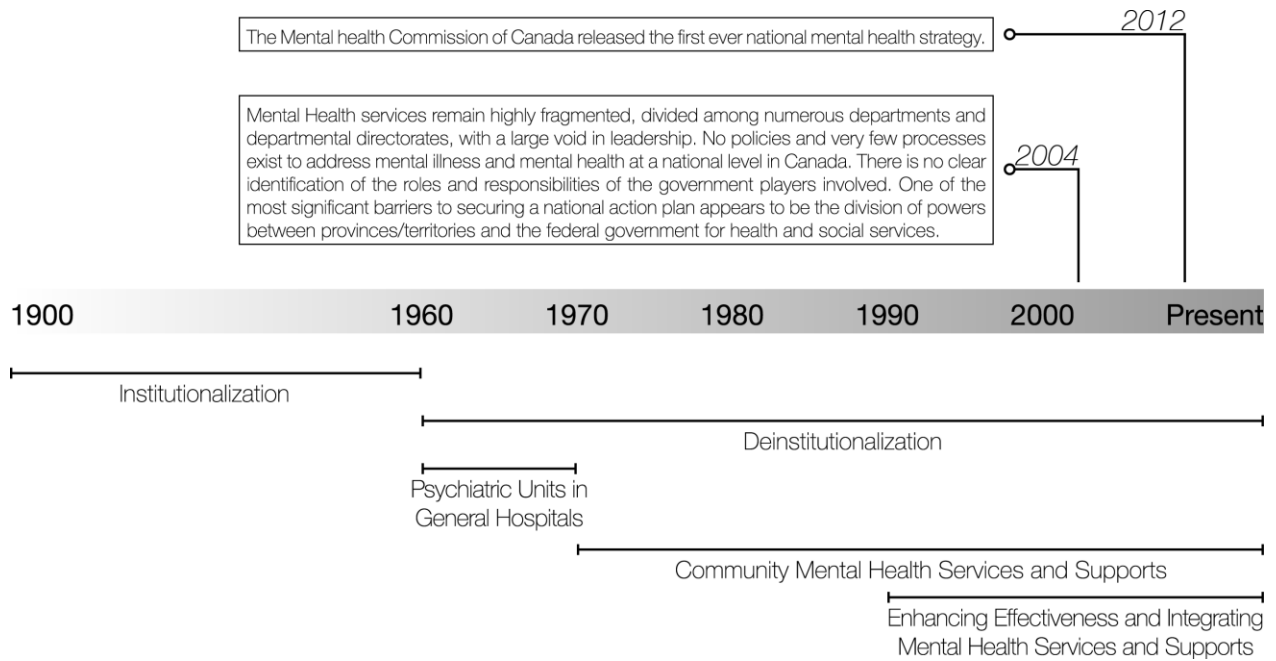 2012
The Mental health Commission of Canada released the first ever national mental health strategy.
Mental Health services remain highly fragmented, divided among numerous departments and
departmental directorates, with a large void in leadership. No policies and very few processes
exist to address mental illness and mental health at a national level in Canada. There is no clear
identification of the roles and responsibilities of the government players involved. One of the
most significant barriers to securing a national action plan appears to be the division of powers
between provinces/territories and the federal government for health and social services.
2004
1900 1960 1970 1980 1990 2000 Present
Institutionalization
Deinstitutionalization
Psychiatric Units in
General Hospitals
Community Mental Health Services and Supports
Enhancing Effectiveness and Integrating
Mental Health Services and Supports